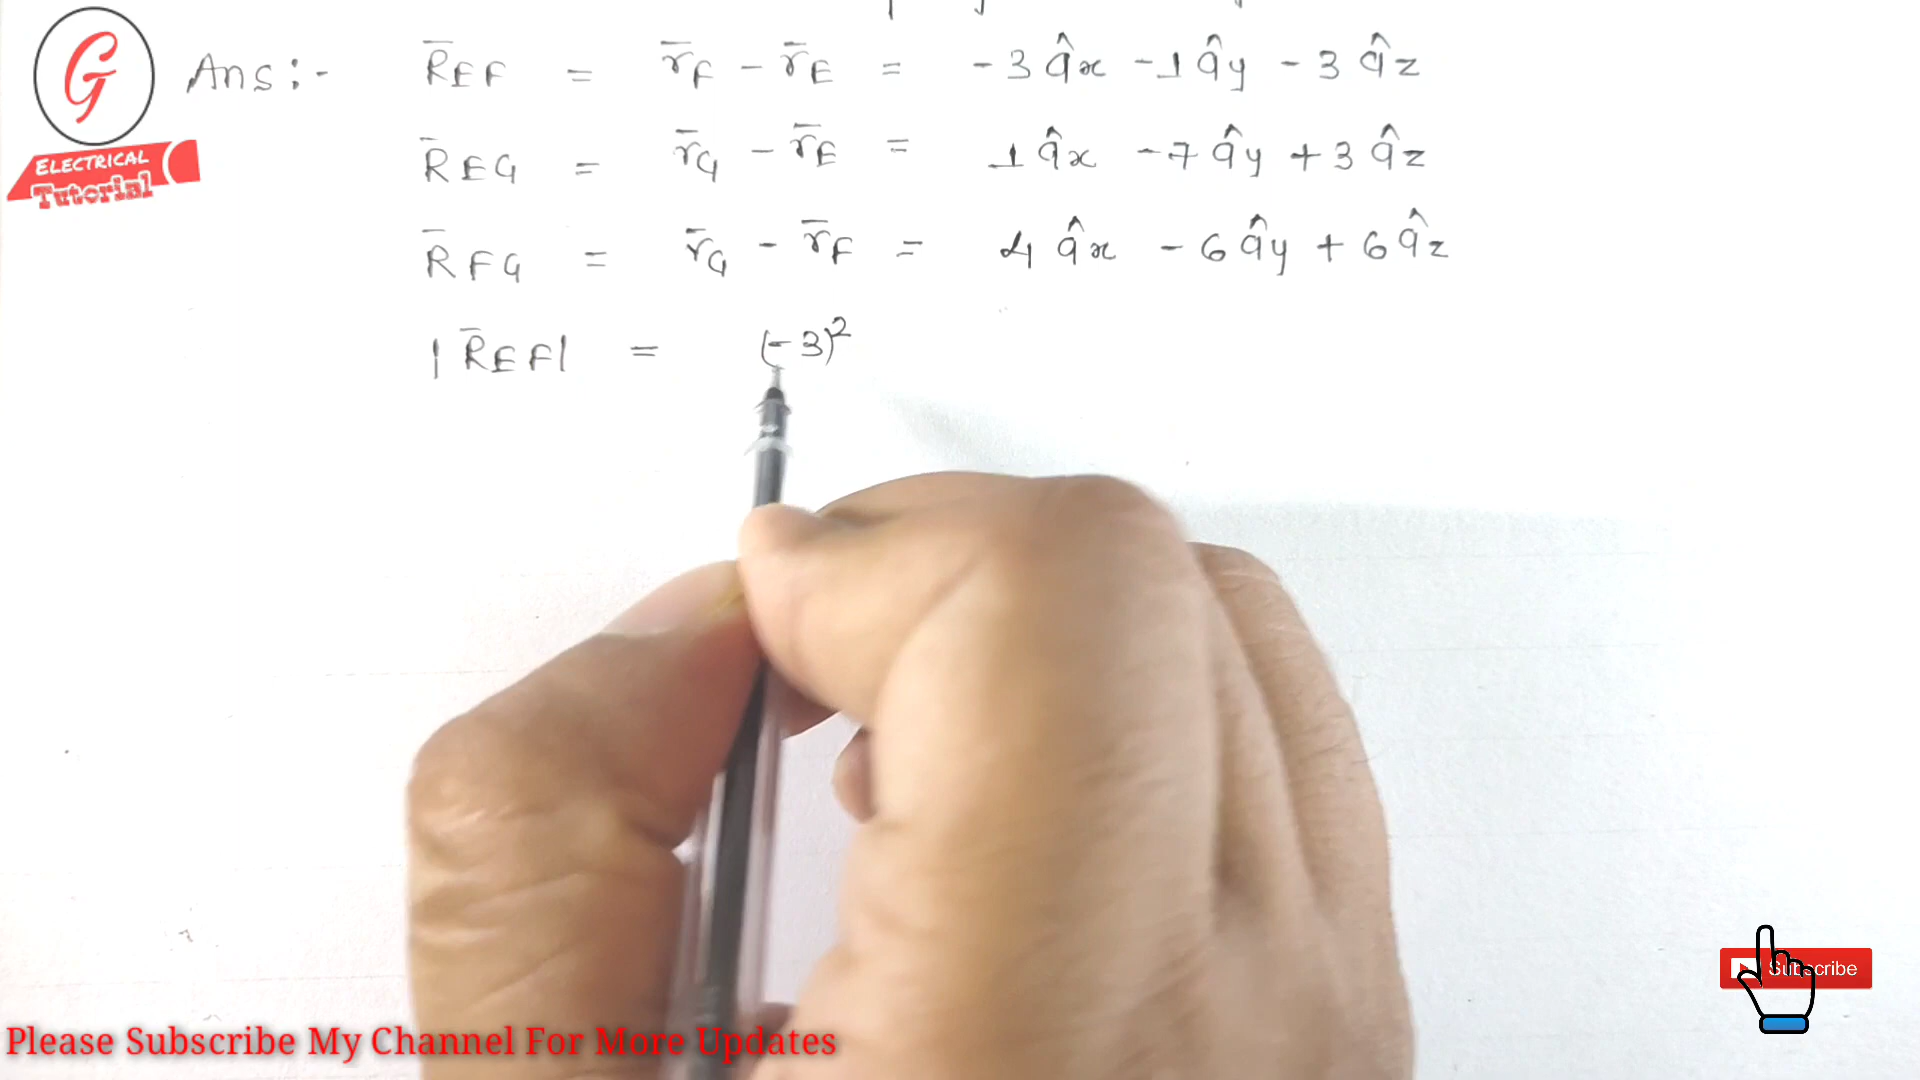 G
ELECTRICAL
Tutorial
Ans:- R̅EF = r̅F - r̅E = -3 âx -1 ây - 3 âz
R̅EG = r̅G - r̅E = 1 âx -7 ây + 3 âz
R̅FG = r̅G - r̅F = 4 âx - 6 ây + 6 âz
|R̅EF| = (-3)²
Subscribe
Please Subscribe My Channel For More Updates